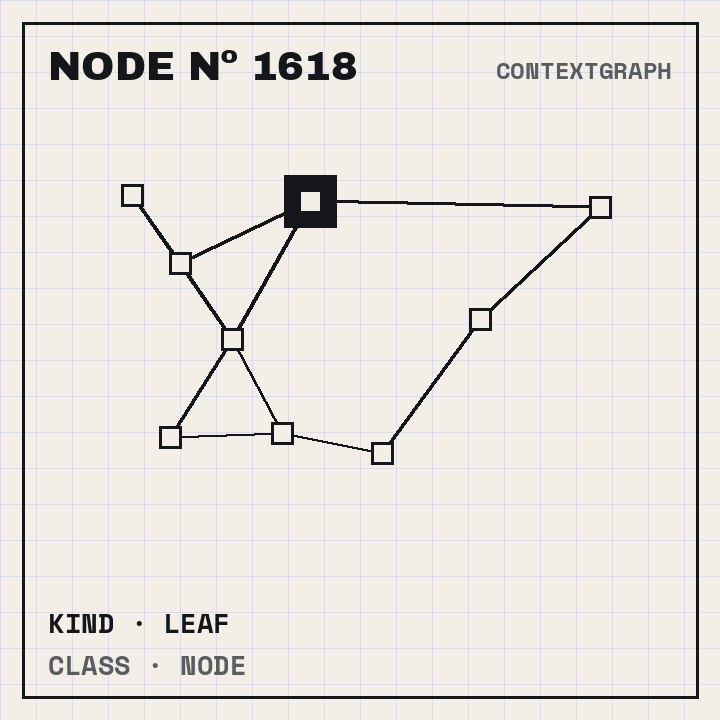 NODE Nº 1618
CONTEXTGRAPH
KIND · LEAF
CLASS · NODE